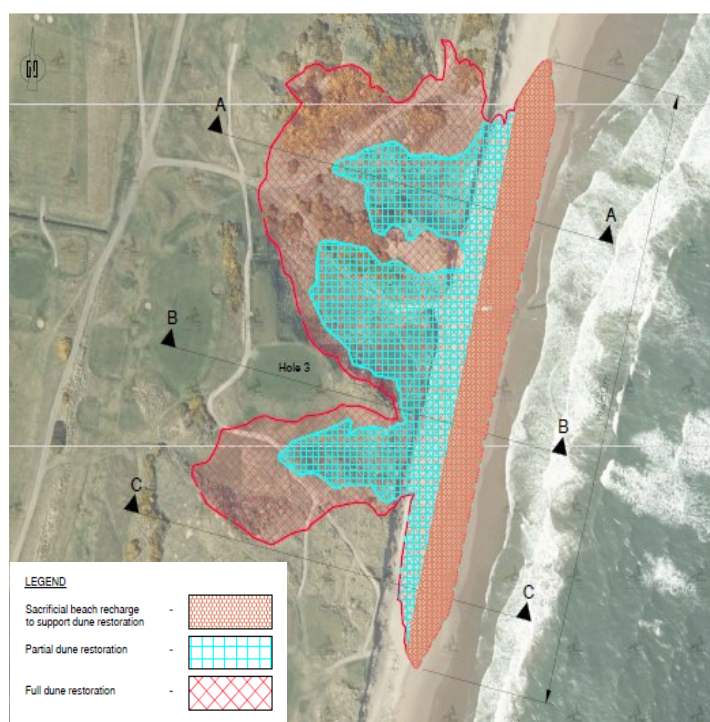 A
A
B
Hole 3
B
C
C
LEGEND
Sacrificial beach recharge
to support dune restoration
-
Partial dune restoration -
Full dune restoration -